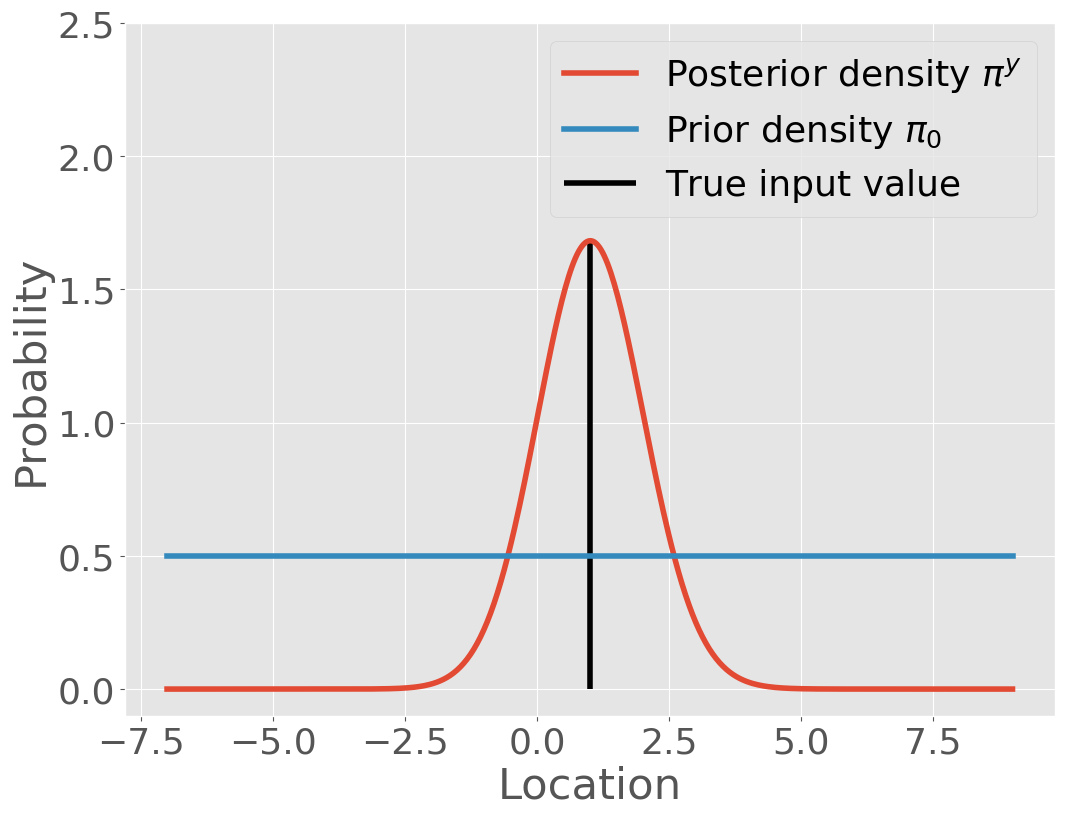 2.5
2.0
1.5
1.0
0.5
0.0
Probability
Posterior density π^y
Prior density π₀
True input value
−7.5 −5.0 −2.5 0.0 2.5 5.0 7.5
Location